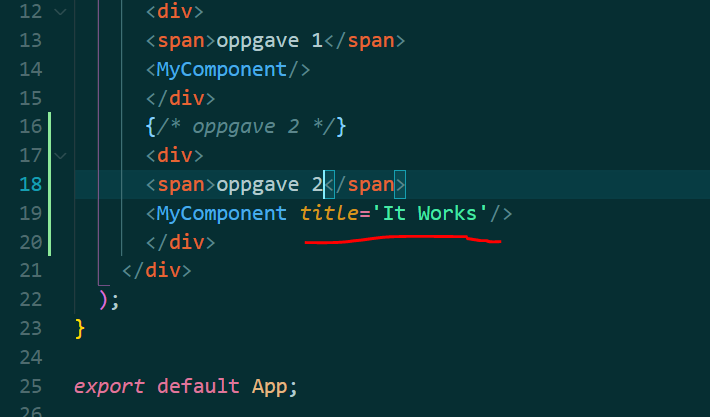 12 <div>
13 <span>oppgave 1</span>
14 <MyComponent/>
15 </div>
16 {/* oppgave 2 */}
17 <div>
18 <span>oppgave 2</span>
19 <MyComponent title='It Works'/>
20 </div>
21 </div>
22 );
23 }
24
25 export default App;
26